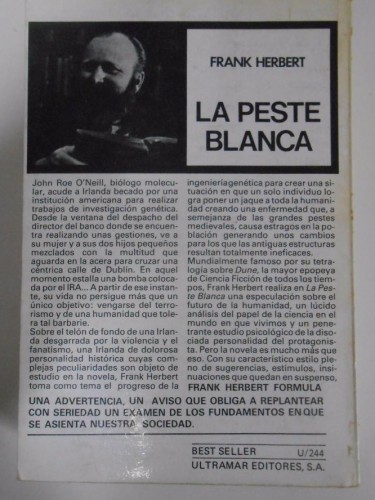 FRANK HERBERT
LA PESTE
BLANCA
John Roe O'Neill, biólogo molecu-
lar, acude a Irlanda becado por una
institución americana para realizar
trabajos de investigación genética.
Desde la ventana del despacho del
director del banco donde se encuen-
tra realizando unas gestiones, ve a
su mujer y a sus dos hijos pequeños
mezclados con la multitud que
aguarda en la acera para cruzar una
céntrica calle de Dublín. En aquel
momento estalla una bomba coloca-
da por el IRA... A partir de ese instan-
te, su vida no persigue más que un
único objetivo: vengarse del terro-
rismo y de una humanidad que tole-
ra tal barbarie.
Sobre el telón de fondo de una Irlan-
da desgarrada por la violencia y el
fanatismo, una Irlanda de dolorosa
personalidad histórica cuyas com-
plejas peculiaridades son objeto de
estudio en la novela, Frank Herbert
toma como tema el progreso de la
ingeniería genética para crear una si-
tuación en que un solo individuo lo-
gra poner un jaque a toda la humani-
dad creando una enfermedad que, a
semejanza de las grandes pestes
medievales, causa estragos en la po-
blación generando unos cambios
para los que las antiguas estructuras
resultan totalmente ineficaces.
Mundialmente famoso por su te-
tralogía sobre Dune, la mayor epopeya
de Ciencia Ficción de todos los tiem-
pos, Frank Herbert realiza en La Pes-
te Blanca una especulación sobre el
futuro de la humanidad, un lúcido
análisis del papel de la ciencia en el
mundo en que vivimos y un pene-
trante estudio psicológico de la diso-
ciada personalidad del protagonis-
ta. Pero la novela es mucho más que
eso. Con su característico estilo ple-
no de sugerencias, estímulos, insi-
nuaciones que quedan en suspenso,
FRANK HERBERT FORMULA
UNA ADVERTENCIA, UN AVISO QUE OBLIGA A REPLANTEAR
CON SERIEDAD UN EXAMEN DE LOS FUNDAMENTOS EN QUE
SE ASIENTA NUESTRA SOCIEDAD.
BEST SELLER U/244
ULTRAMAR EDITORES, S.A.